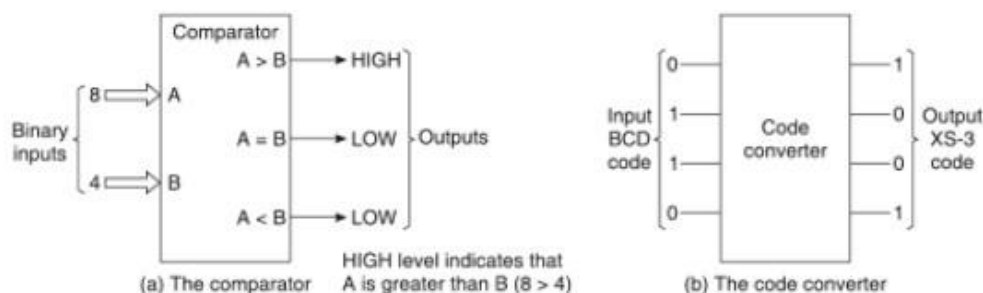 Comparator
A > B
HIGH
8
A
Binary
inputs
A = B
LOW
Outputs
4
B
A < B
LOW
HIGH level indicates that
A is greater than B (8 > 4)
(a) The comparator
0
1
1
0
Input
BCD
code
Code
converter
1
0
0
1
Output
XS-3
code
(b) The code converter